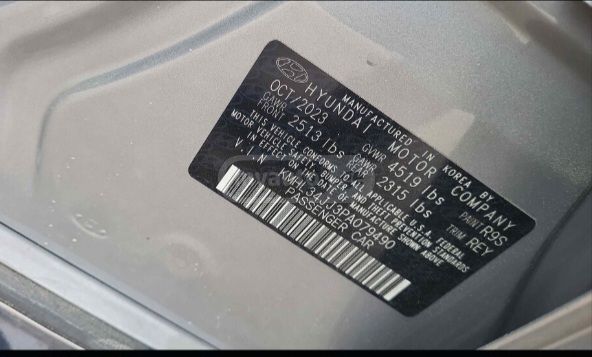 MANUFACTURED IN KOREA BY
HYUNDAI MOTOR COMPANY
OCT/2023 GVWR 4519 lbs PAINT R9S
GAWR FRONT 2513 lbs GAWR REAR 2315 lbs TRIM REY
THIS VEHICLE CONFORMS TO ALL APPLICABLE U.S.A. FEDERAL
MOTOR VEHICLE SAFETY, BUMPER, AND THEFT PREVENTION STANDARDS
IN EFFECT ON THE DATE OF MANUFACTURE SHOWN ABOVE
V.I.N
PASSENGER CAR